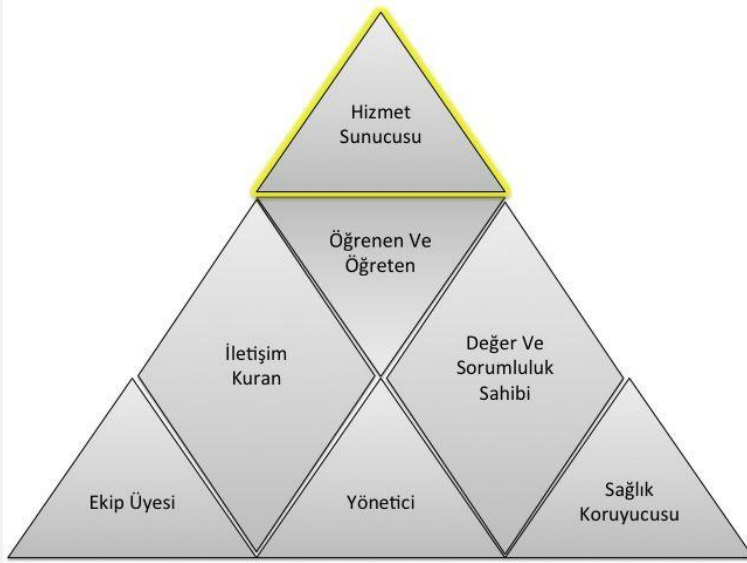 Hizmet
Sunucusu
Öğrenen Ve
Öğreten
İletişim
Kuran
Değer Ve
Sorumluluk
Sahibi
Ekip Üyesi
Yönetici
Sağlık
Koruyucusu